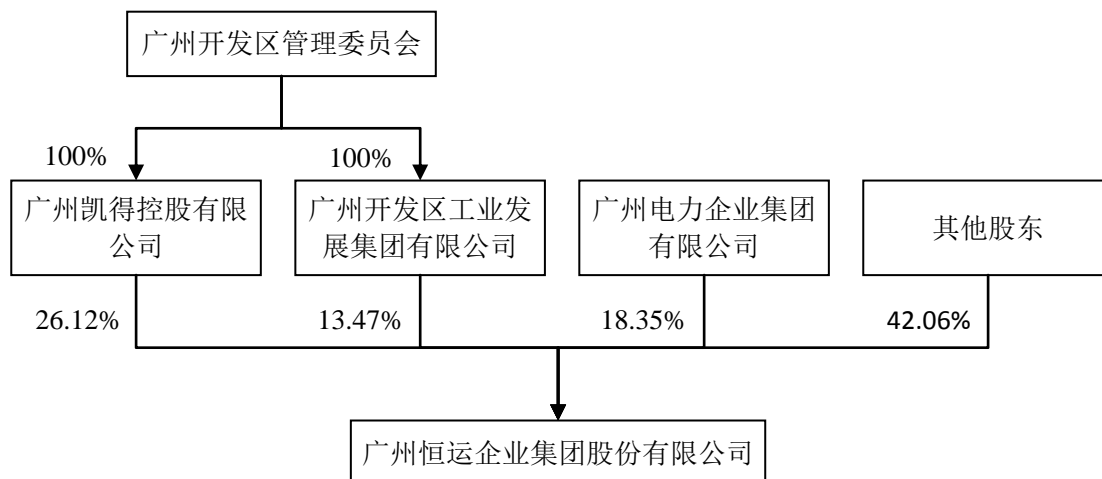 广州开发区管理委员会
100%
100%
广州凯得控股有限
公司
广州开发区工业发
展集团有限公司
广州电力企业集团
有限公司
其他股东
26.12%
13.47%
18.35%
42.06%
广州恒运企业集团股份有限公司